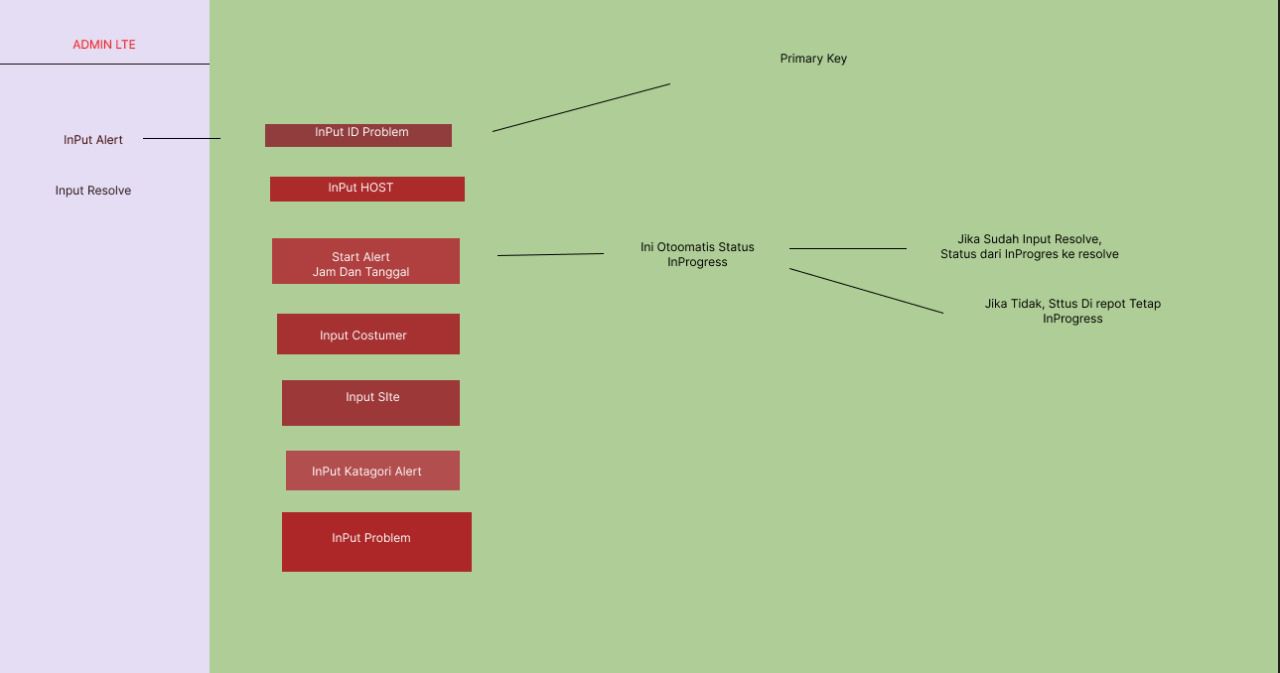 ADMIN LTE
InPut Alert
Input Resolve
Primary Key
InPut ID Problem
InPut HOST
Start Alert
Jam Dan Tanggal
Ini Otoomatis Status
InProgress
Jika Sudah Input Resolve,
Status dari InProgres ke resolve
Jika Tidak, Sttus Di repot Tetap
InProgress
Input Costumer
Input SIte
InPut Katagori Alert
InPut Problem